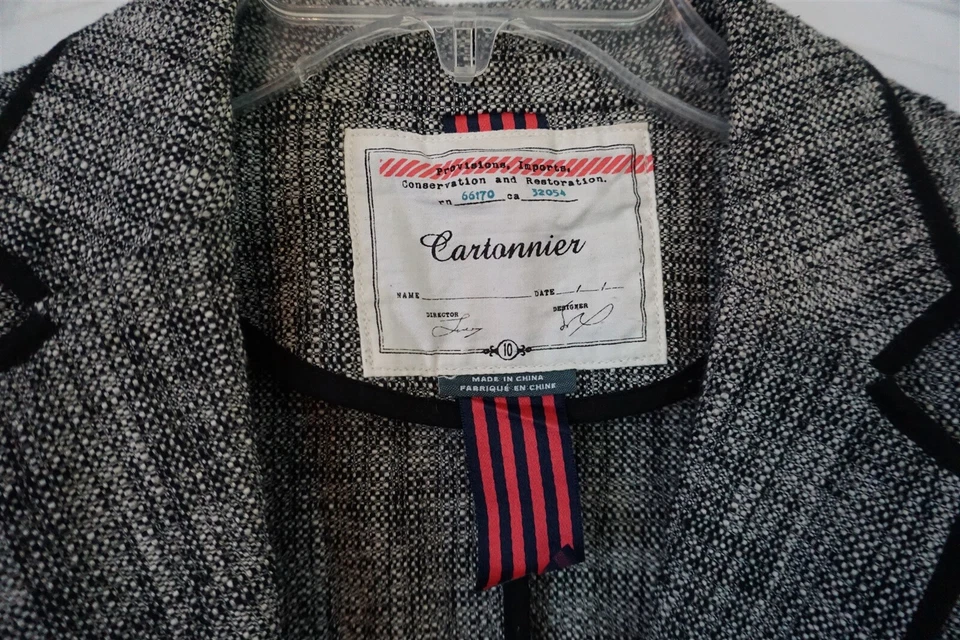 Provisions, Imports,
Conservation and Restoration.
rn 66170 ca 32054
Cartonnier
NAME DATE / /
DIRECTOR DESIGNER
10
MADE IN CHINA
FABRIQUÉ EN CHINE